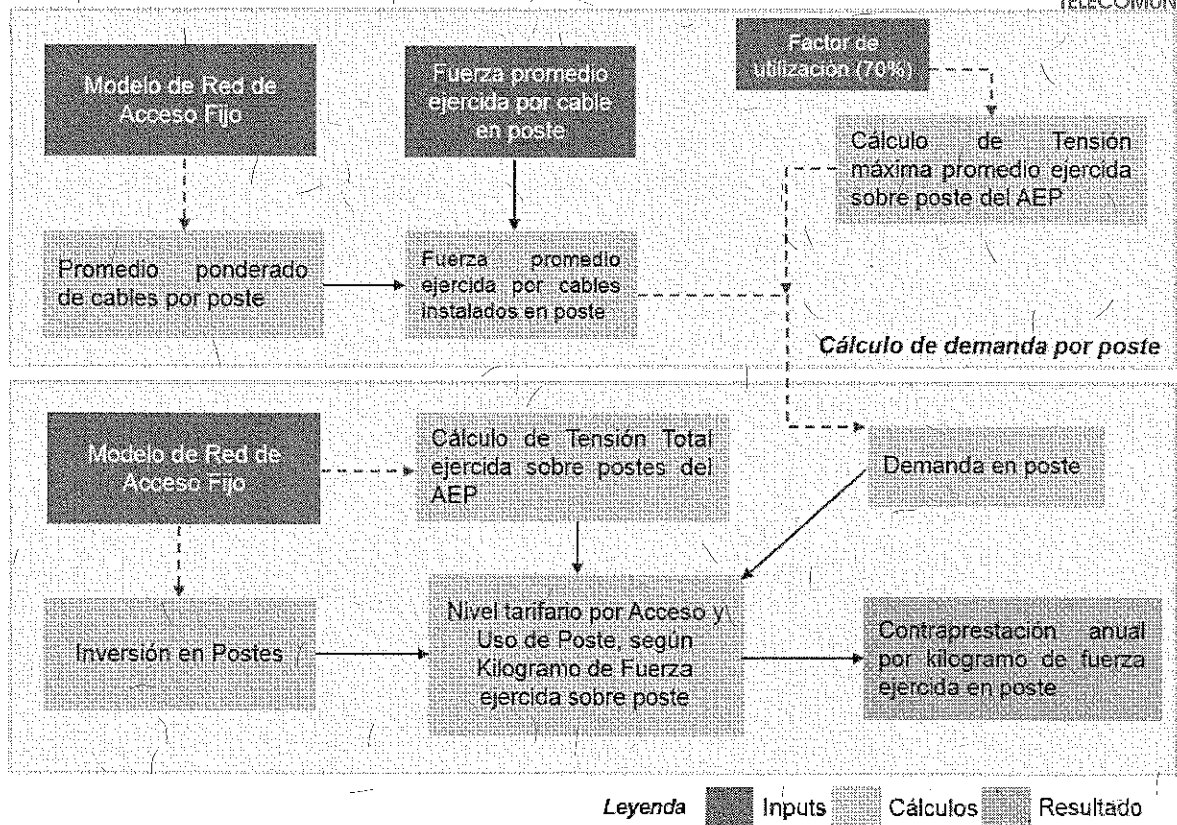 Modelo de Red de
Acceso Fijo
Fuerza promedio
ejercida por cable
en poste
Factor de
utilización (70%)
Cálculo de Tensión
máxima promedio ejercida
sobre poste del AEP
Promedio ponderado
de cables por poste
Fuerza promedio
ejercida por cables
instalados en poste
Cálculo de demanda por poste
Modelo de Red de
Acceso Fijo
Cálculo de Tensión Total
ejercida sobre postes del
AEP
Demanda en poste
Inversión en Postes
Nivel tarifario por Acceso y
Uso de Poste, según
Kilogramo de Fuerza
ejercida sobre poste
Contraprestación anual
por kilogramo de fuerza
ejercida en poste
Leyenda Inputs Cálculos Resultado